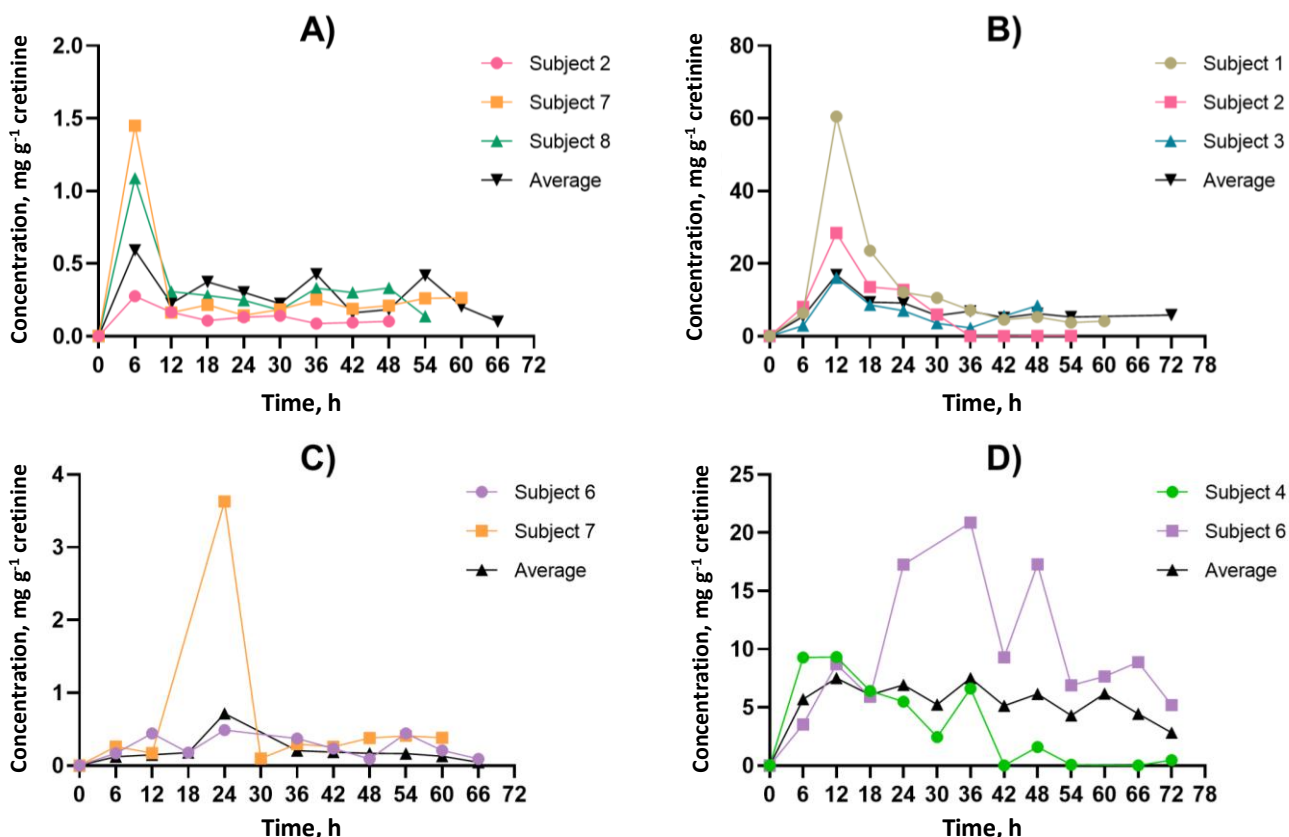 A)
Concentration, mg g⁻¹ cretinine
2.0
1.5
1.0
0.5
0.0
0 6 12 18 24 30 36 42 48 54 60 66 72
Time, h
Subject 2
Subject 7
Subject 8
Average
B)
Concentration, mg g⁻¹ cretinine
80
60
40
20
0
0 6 12 18 24 30 36 42 48 54 60 66 72 78
Time, h
Subject 1
Subject 2
Subject 3
Average
C)
Concentration, mg g⁻¹ cretinine
4
3
2
1
0
0 6 12 18 24 30 36 42 48 54 60 66 72
Time, h
Subject 6
Subject 7
Average
D)
Concentration, mg g⁻¹ cretinine
25
20
15
10
5
0
0 6 12 18 24 30 36 42 48 54 60 66 72 78
Time, h
Subject 4
Subject 6
Average